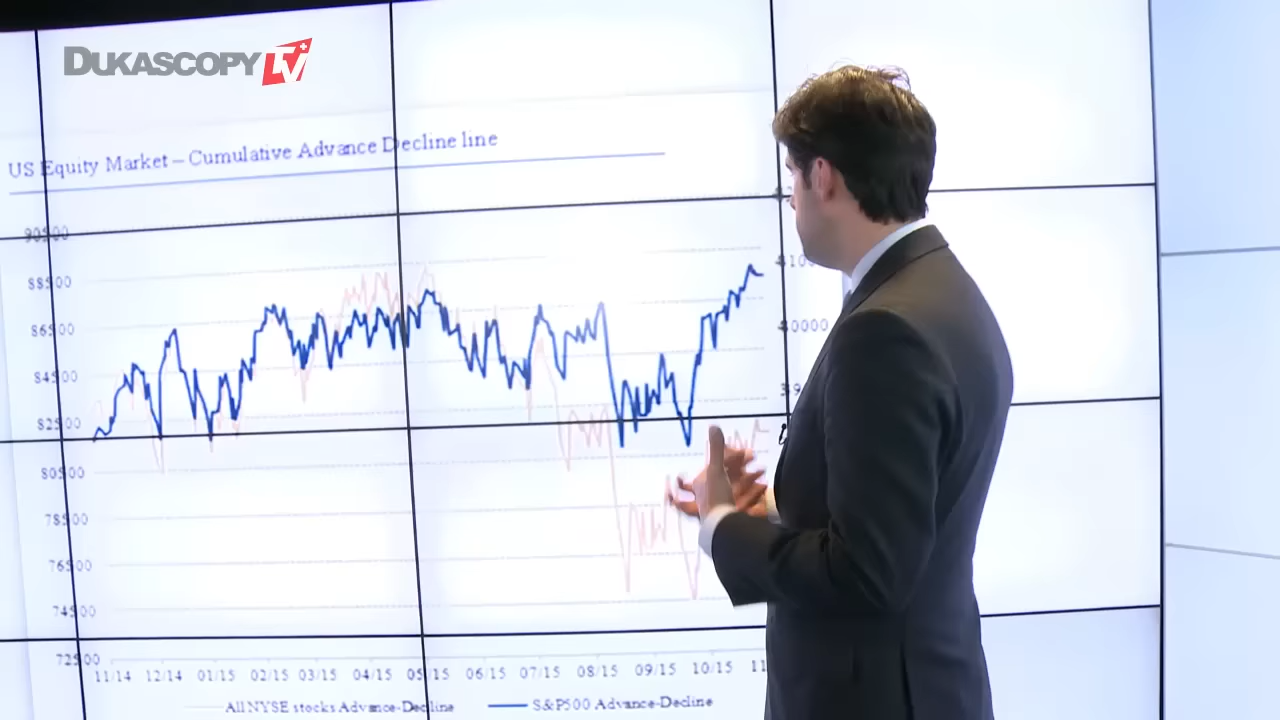 DUKASCOPY TV
US Equity Market – Cumulative Advance Decline line
90500
88500
86500
84500
82500
80500
78500
76500
74500
72500
40000
11/14 12/14 01/15 02/15 03/15 04/15 05/15 06/15 07/15 08/15 09/15 10/15 11
All NYSE stocks Advance-Decline S&P500 Advance-Decline